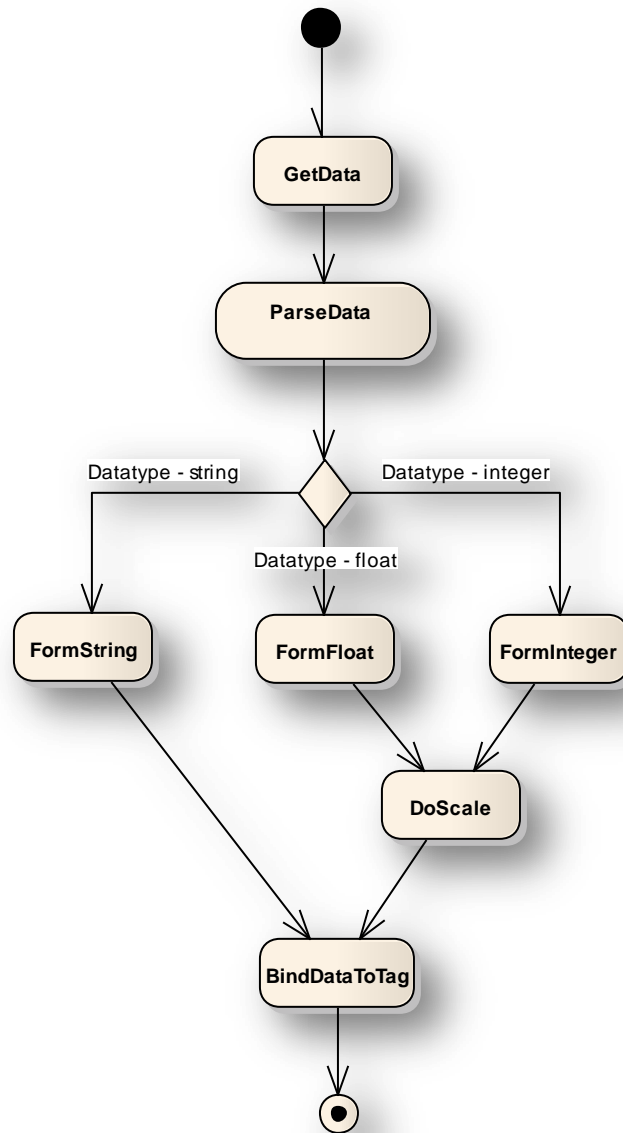 GetData
ParseData
Datatype - string
Datatype - integer
Datatype - float
FormString
FormFloat
FormInteger
DoScale
BindDataToTag